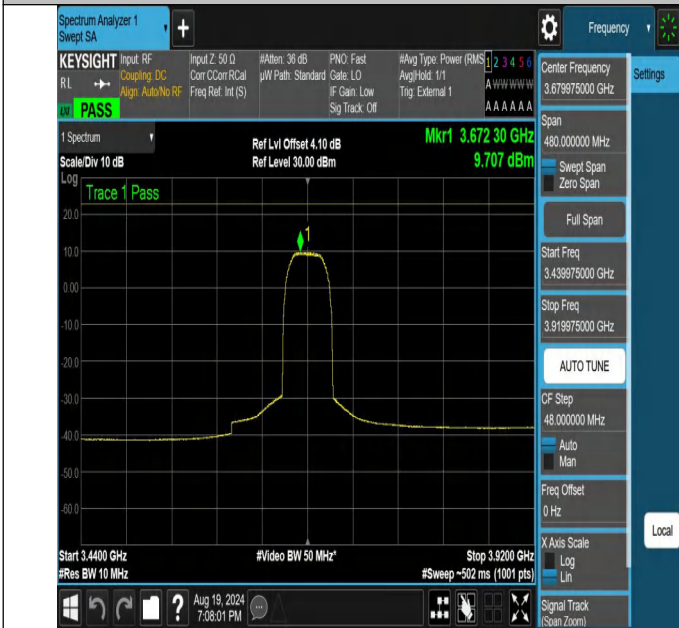 Spectrum Analyzer 1
Swept SA
Frequency
KEYSIGHT
RL
PASS
Input: RF
Coupling: DC
Align: Auto/No RF
Input Z: 50 Ω
Corr CCorr RCal
Freq Ref: Int (S)
#Atten: 36 dB
µW Path: Standard
PNO: Fast
Gate: LO
IF Gain: Low
Sig Track: Off
#Avg Type: Power (RMS
Avg|Hold: 1/1
Trig: External 1
1 2 3 4 5 6
A W W W W W
A A A A A A
1 Spectrum
Scale/Div 10 dB
Ref Lvl Offset 4.10 dB
Ref Level 30.00 dBm
Mkr1 3.672 30 GHz
9.707 dBm
Log
Trace 1 Pass
1
20.0
10.0
0.00
-10.0
-20.0
-30.0
-40.0
-50.0
-60.0
Start 3.4400 GHz
#Res BW 10 MHz
#Video BW 50 MHz*
Stop 3.9200 GHz
#Sweep ~502 ms (1001 pts)
Aug 19, 2024
7:08:01 PM
?
Center Frequency
3.679975000 GHz
Span
480.000000 MHz
Swept Span
Zero Span
Full Span
Start Freq
3.439975000 GHz
Stop Freq
3.919975000 GHz
AUTO TUNE
CF Step
48.000000 MHz
Auto
Man
Freq Offset
0 Hz
X Axis Scale
Log
Lin
Signal Track
(Span Zoom)
Settings
Local